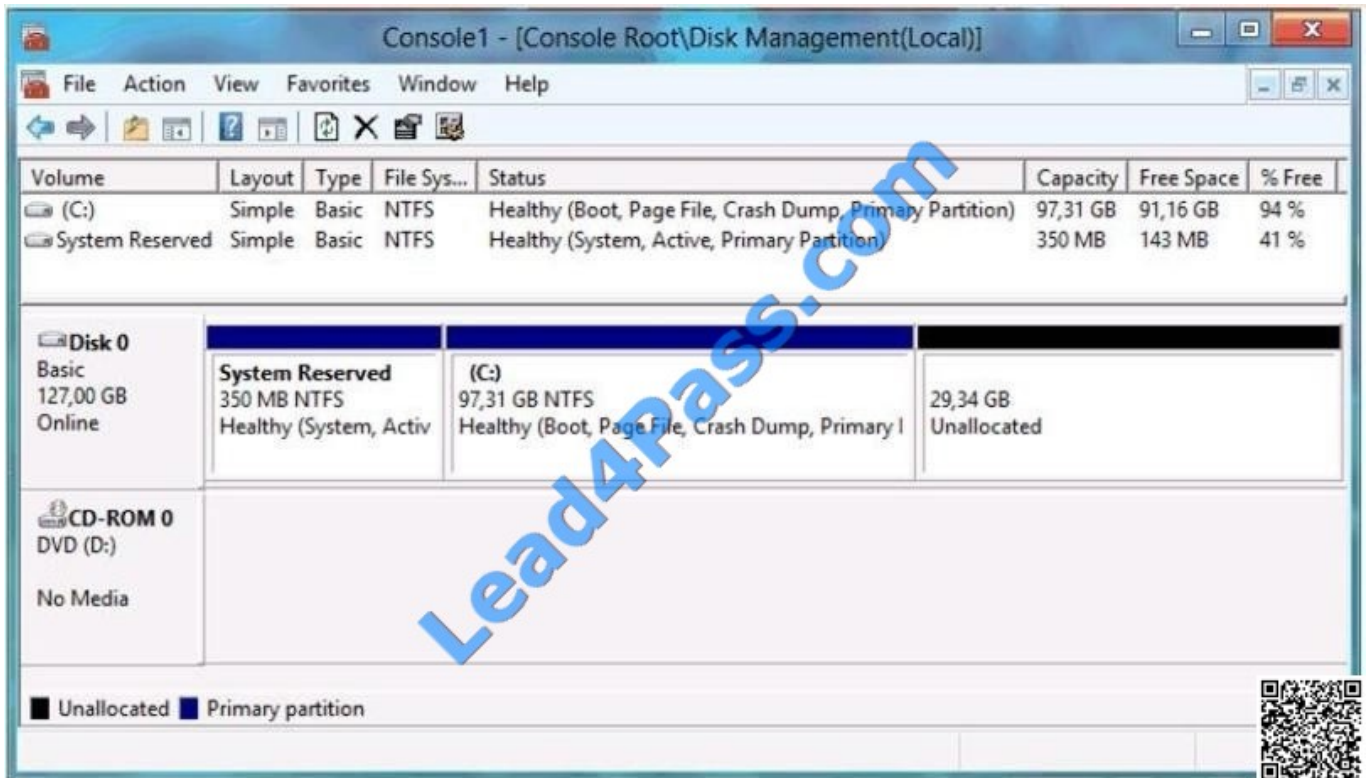 Console1 - [Console Root\Disk Management(Local)]
File Action View Favorites Window Help
Volume Layout Type File Sys... Status Capacity Free Space % Free
(C:) Simple Basic NTFS Healthy (Boot, Page File, Crash Dump, Primary Partition) 97,31 GB 91,16 GB 94 %
System Reserved Simple Basic NTFS Healthy (System, Active, Primary Partition) 350 MB 143 MB 41 %
Disk 0
Basic
127,00 GB
Online
System Reserved
350 MB NTFS
Healthy (System, Activ
(C:)
97,31 GB NTFS
Healthy (Boot, Page File, Crash Dump, Primary I
29,34 GB
Unallocated
CD-ROM 0
DVD (D:)
No Media
Unallocated Primary partition
Lead4Pass.com